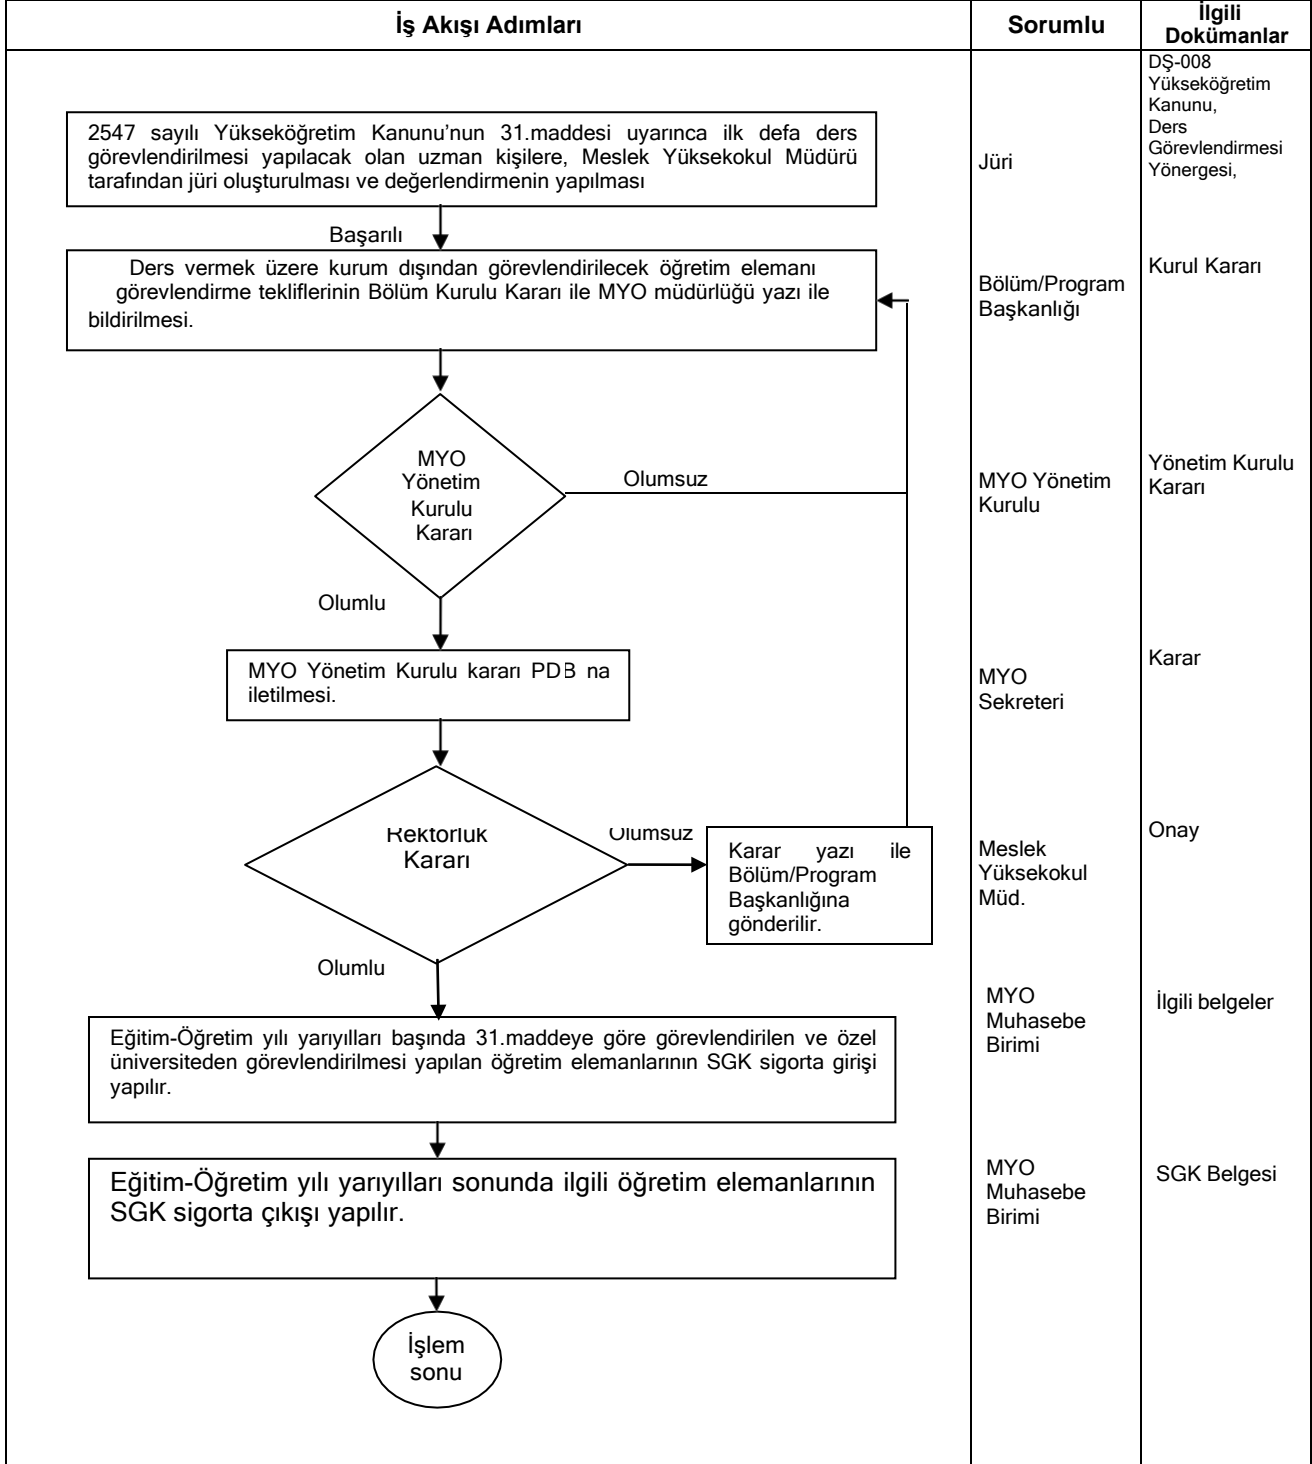 İş Akışı Adımları
Sorumlu
İlgili
Dokümanlar
2547 sayılı Yükseköğretim Kanunu’nun 31.maddesi uyarınca ilk defa ders
görevlendirilmesi yapılacak olan uzman kişilere, Meslek Yüksekokul Müdürü
tarafından jüri oluşturulması ve değerlendirmenin yapılması
Jüri
DŞ-008
Yükseköğretim
Kanunu,
Ders
Görevlendirmesi
Yönergesi,
Başarılı
Ders vermek üzere kurum dışından görevlendirilecek öğretim elemanı
görevlendirme tekliflerinin Bölüm Kurulu Kararı ile MYO müdürlüğü yazı ile
bildirilmesi.
Bölüm/Program
Başkanlığı
Kurul Kararı
MYO
Yönetim
Kurulu
Kararı
Olumsuz
MYO Yönetim
Kurulu
Yönetim Kurulu
Kararı
Olumlu
MYO Yönetim Kurulu kararı PDB na
iletilmesi.
MYO
Sekreteri
Karar
Rektörlük
Kararı
Olumsuz
Karar yazı ile
Bölüm/Program
Başkanlığına
gönderilir.
Meslek
Yüksekokul
Müd.
Onay
Olumlu
Eğitim-Öğretim yılı yarıyılları başında 31.maddeye göre görevlendirilen ve özel
üniversiteden görevlendirilmesi yapılan öğretim elemanlarının SGK sigorta girişi
yapılır.
MYO
Muhasebe
Birimi
İlgili belgeler
Eğitim-Öğretim yılı yarıyılları sonunda ilgili öğretim elemanlarının
SGK sigorta çıkışı yapılır.
MYO
Muhasebe
Birimi
SGK Belgesi
İşlem
sonu